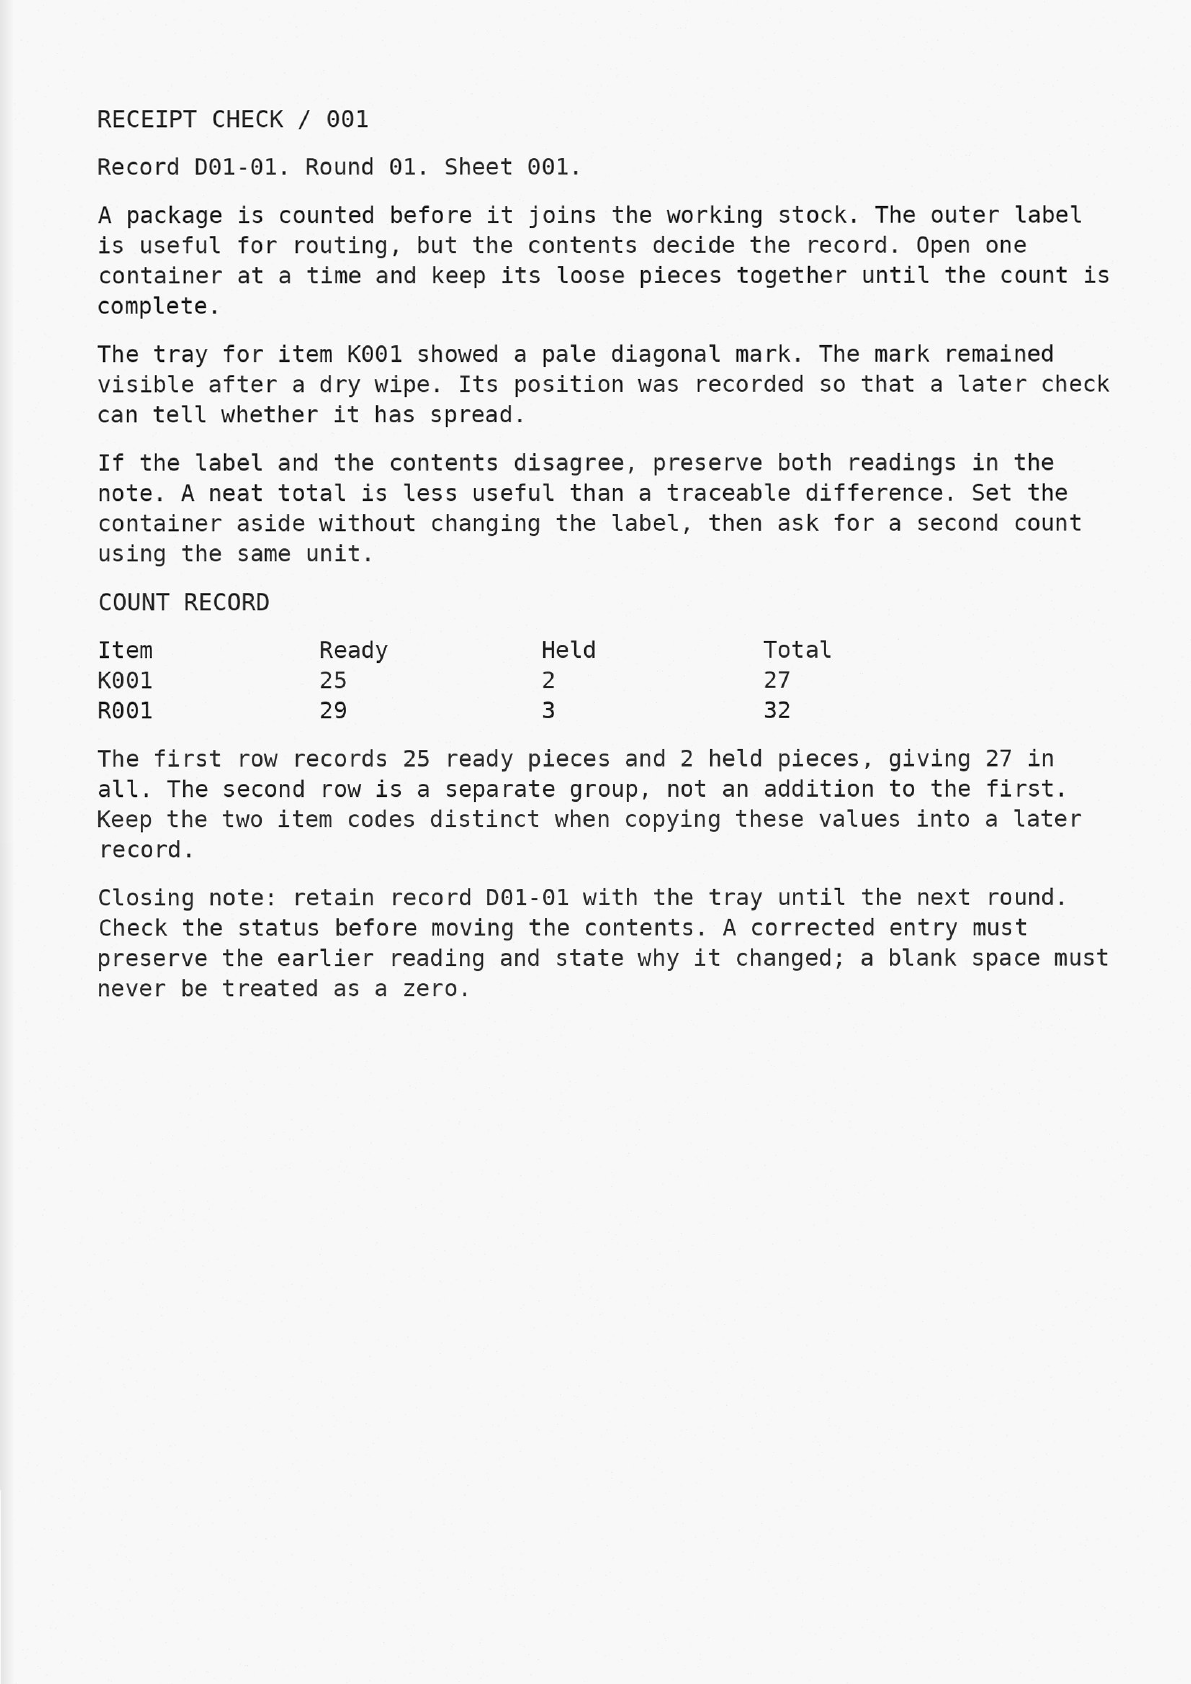 RECEIPT CHECK / 001
Record D01-01. Round 01. Sheet 001.
A package is counted before it joins the working stock. The outer label
is useful for routing, but the contents decide the record. Open one
container at a time and keep its loose pieces together until the count is
complete.
The tray for item K001 showed a pale diagonal mark. The mark remained
visible after a dry wipe. Its position was recorded so that a later check
can tell whether it has spread.
If the label and the contents disagree, preserve both readings in the
note. A neat total is less useful than a traceable difference. Set the
container aside without changing the label, then ask for a second count
using the same unit.
COUNT RECORD
Item Ready Held Total
K001 25 2 27
R001 29 3 32
The first row records 25 ready pieces and 2 held pieces, giving 27 in
all. The second row is a separate group, not an addition to the first.
Keep the two item codes distinct when copying these values into a later
record.
Closing note: retain record D01-01 with the tray until the next round.
Check the status before moving the contents. A corrected entry must
preserve the earlier reading and state why it changed; a blank space must
never be treated as a zero.